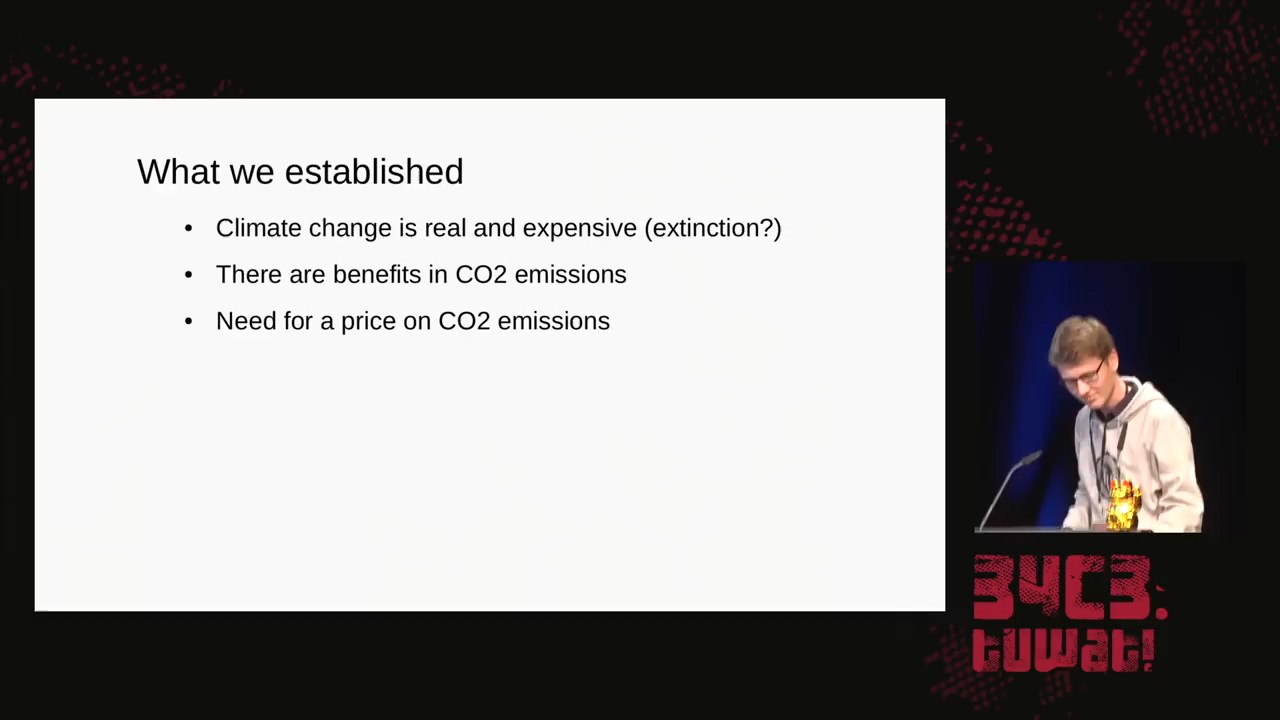 What we established
• Climate change is real and expensive (extinction?)
• There are benefits in CO2 emissions
• Need for a price on CO2 emissions
34C3.
tuwat!